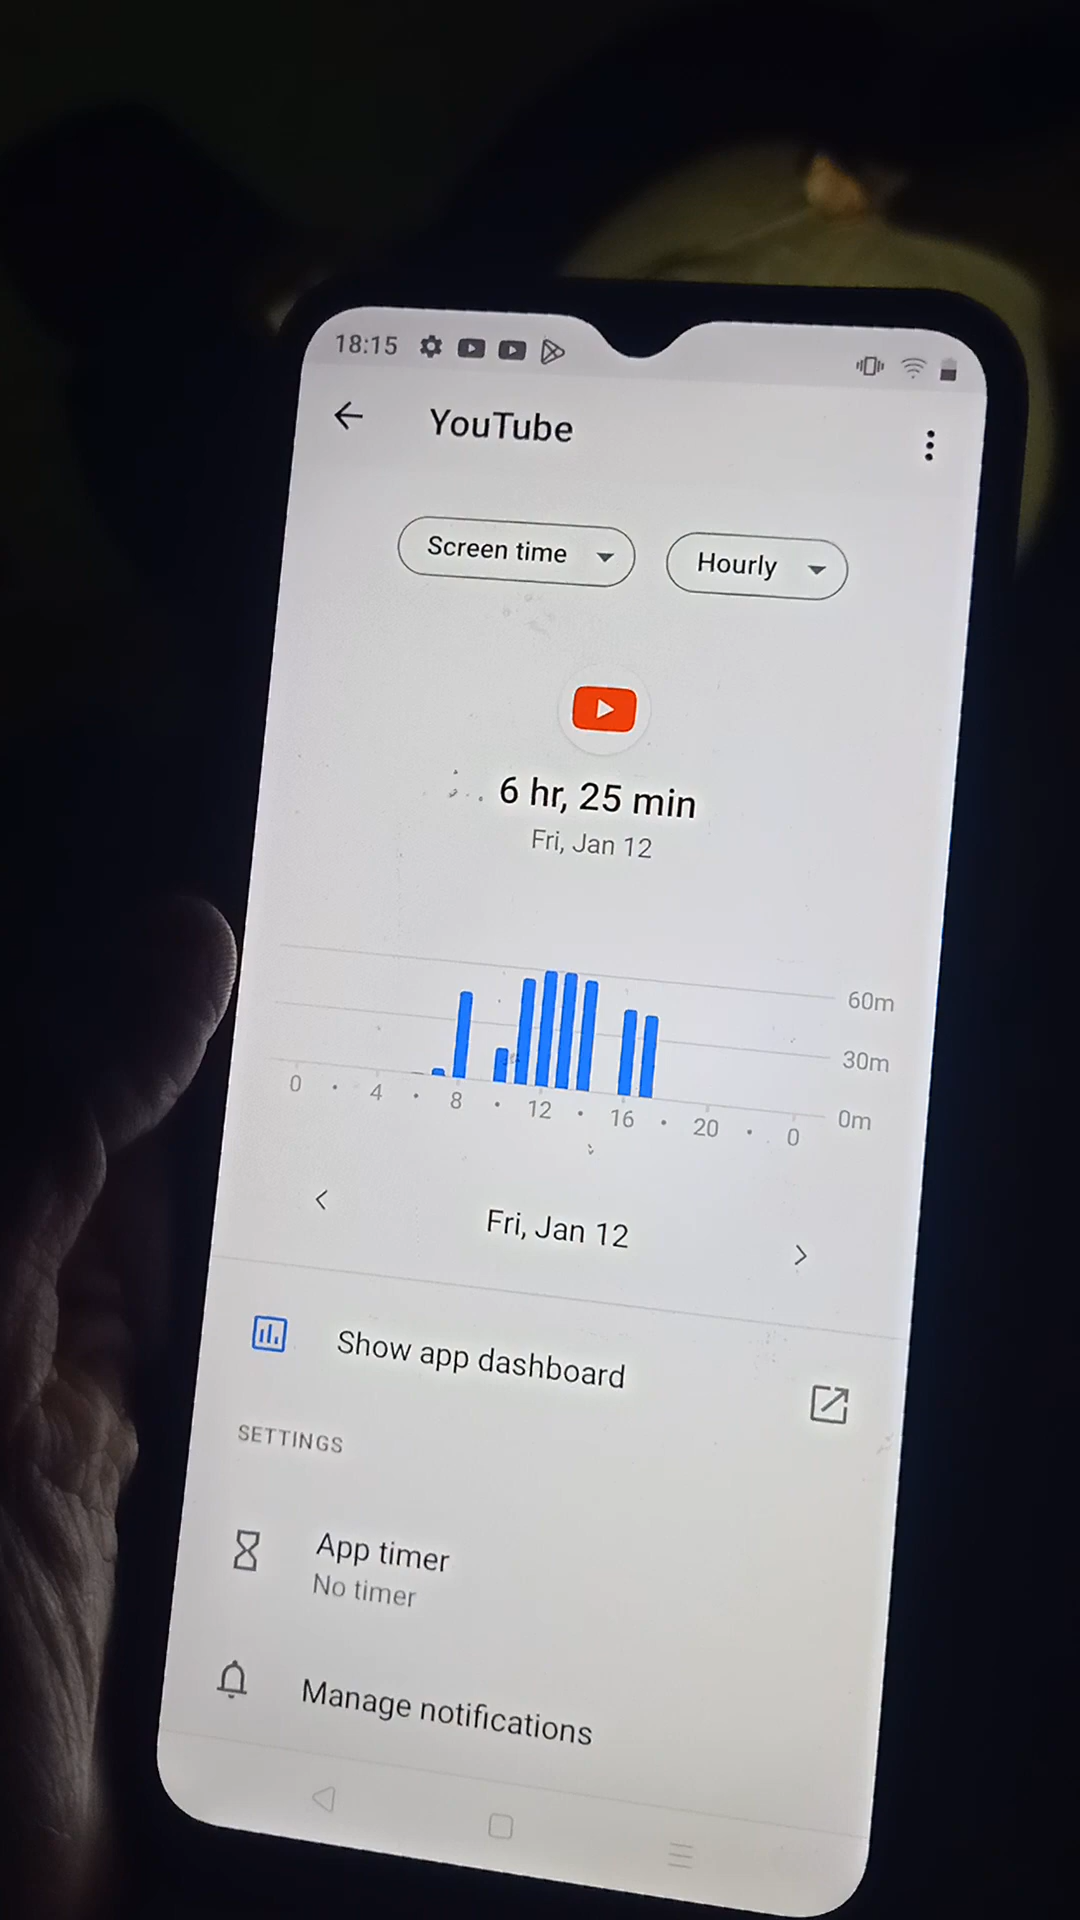 18:15
YouTube
Screen time Hourly
6 hr, 25 min
Fri, Jan 12
60m
30m
0m
0 · 4 · 8 · 12 · 16 · 20 · 0
Fri, Jan 12
Show app dashboard
SETTINGS
App timer
No timer
Manage notifications